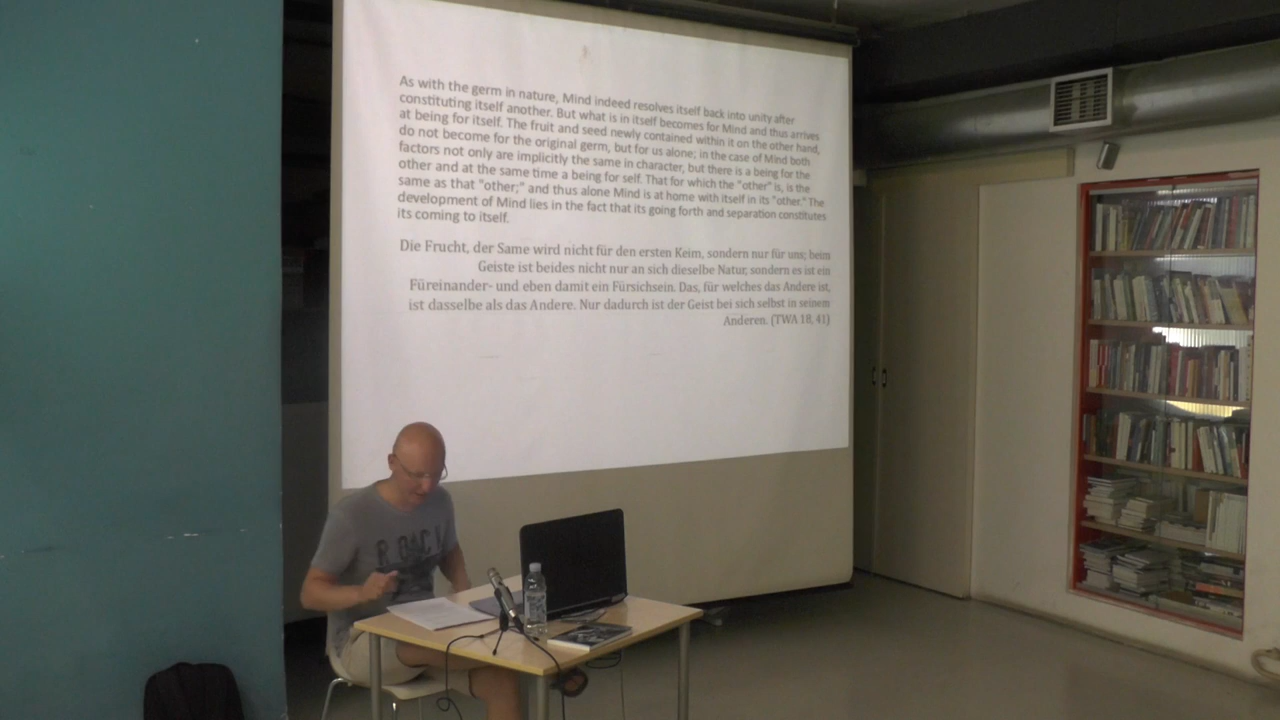 As with the germ in nature, Mind indeed resolves itself back into unity after
constituting itself another. But what is in itself becomes for Mind and thus arrives
at being for itself. The fruit and seed newly contained within it on the other hand,
do not become for the original germ, but for us alone; in the case of Mind both
factors not only are implicitly the same in character, but there is a being for the
other and at the same time a being for self. That for which the "other" is, is the
same as that "other;" and thus alone Mind is at home with itself in its "other." The
development of Mind lies in the fact that its going forth and separation constitutes
its coming to itself.
Die Frucht, der Same wird nicht für den ersten Keim, sondern nur für uns; beim
Geiste ist beides nicht nur an sich dieselbe Natur, sondern es ist ein
Füreinander- und eben damit ein Fürsichsein. Das, für welches das Andere ist,
ist dasselbe als das Andere. Nur dadurch ist der Geist bei sich selbst in seinem
Anderen. (TWA 18, 41)